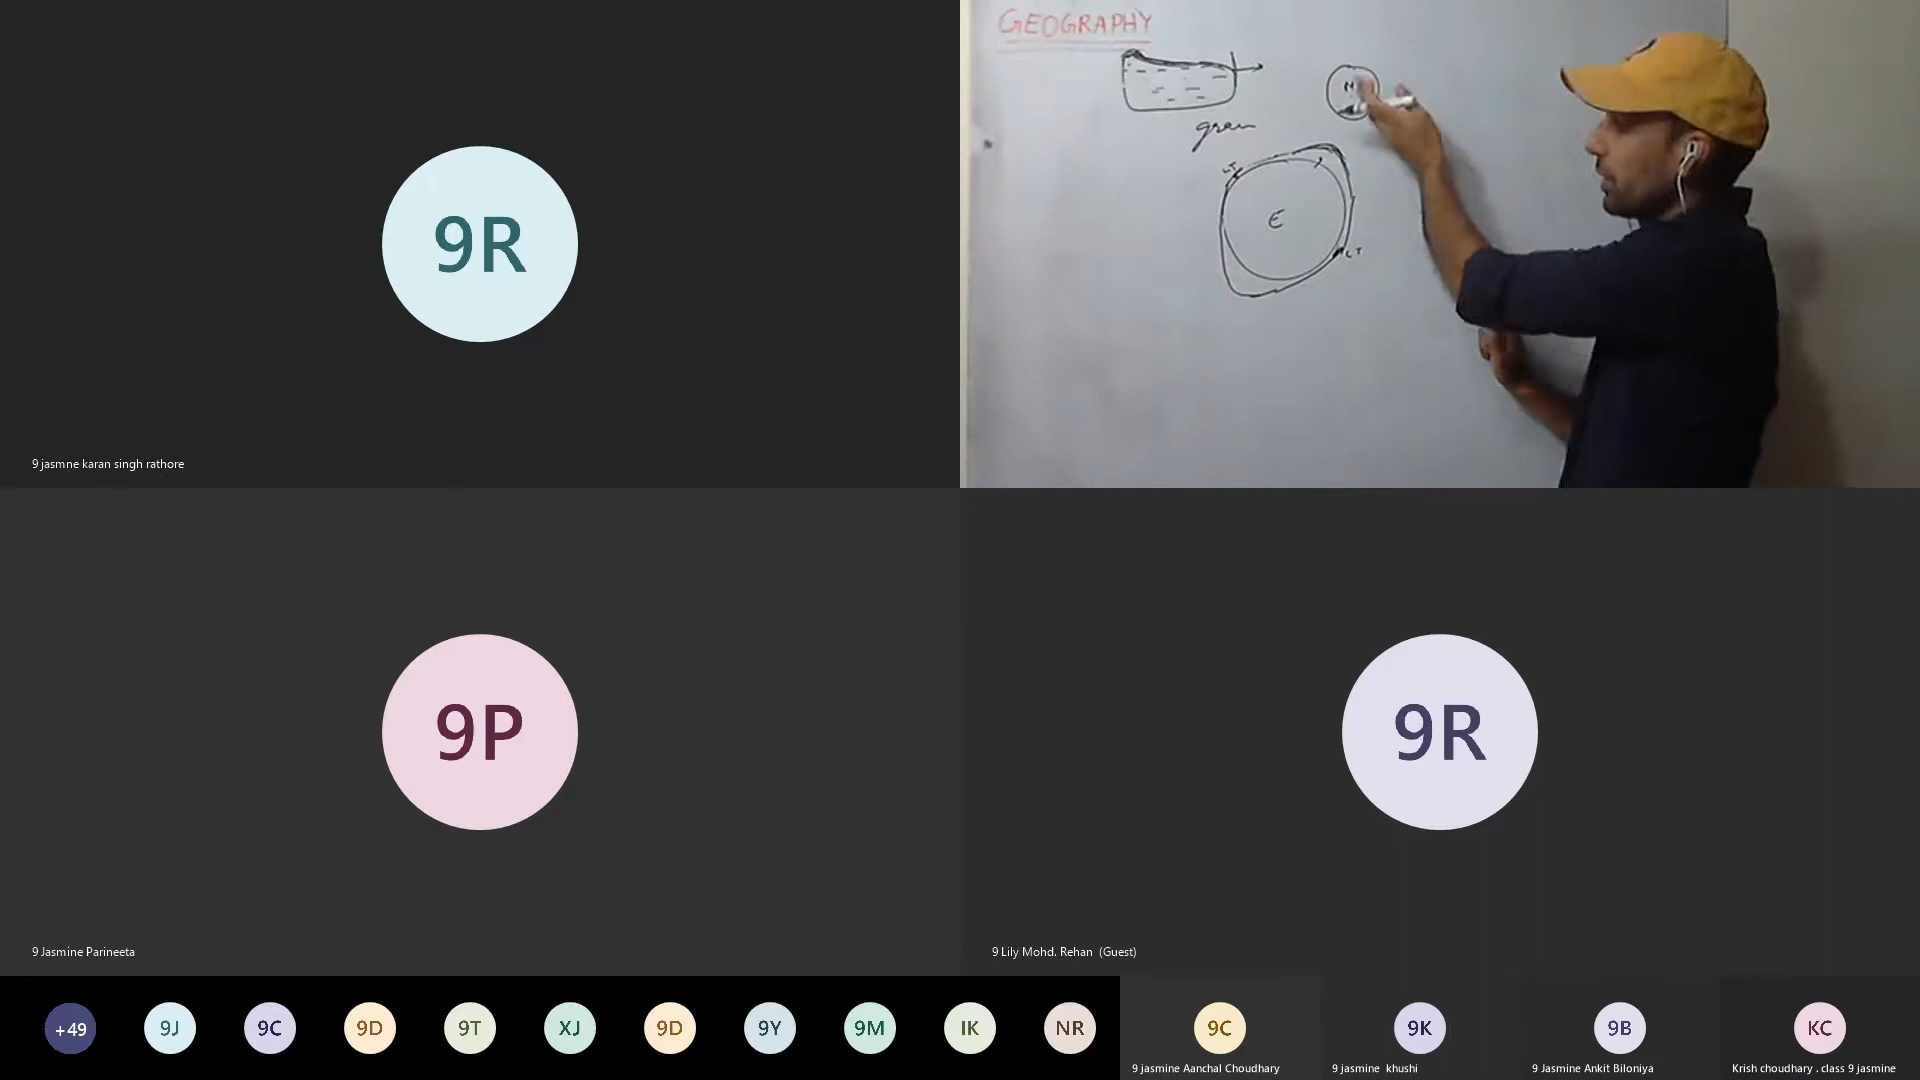 9R
9 jasmne karan singh rathore
GEOGRAPHY
M
E
LT
9P
9 Jasmine Parineeta
9R
9 Lily Mohd. Rehan (Guest)
+49
9J
9C
9D
9T
XJ
9D
9Y
9M
IK
NR
9C
9 jasmine Aanchal Choudhary
9K
9 jasmine khushi
9B
9 Jasmine Ankit Biloniya
KC
Krish choudhary . class 9 jasmine